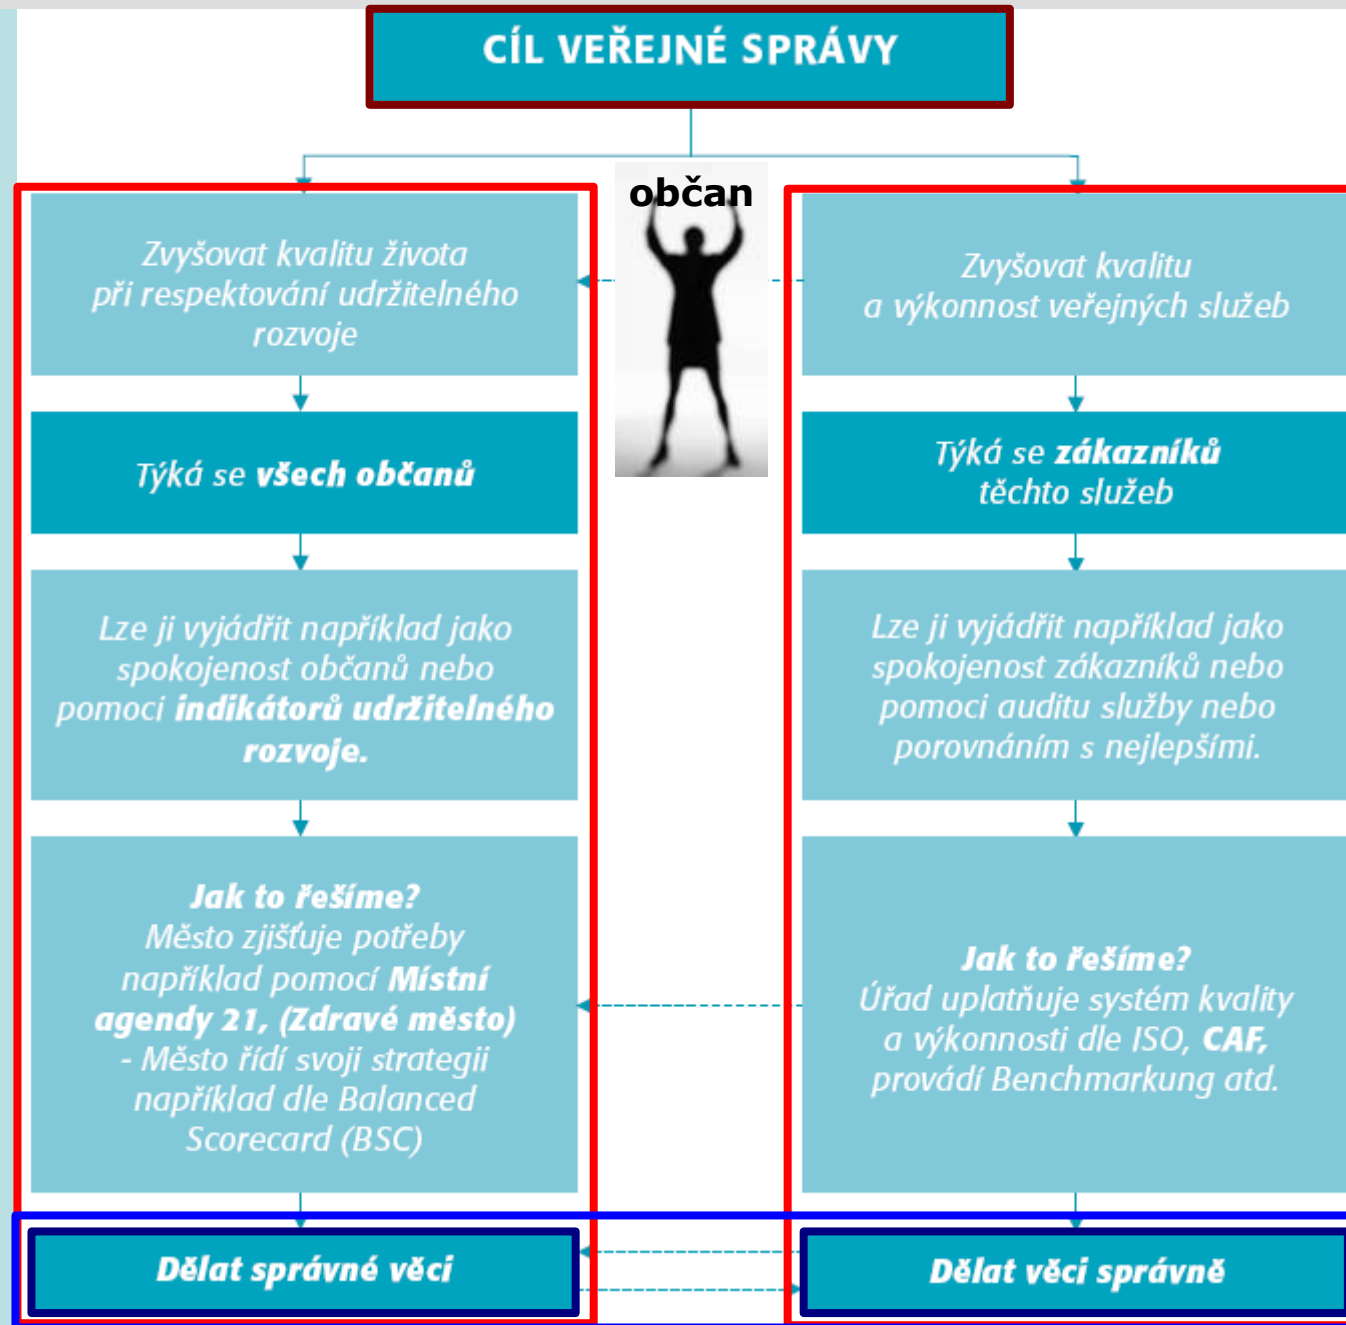 CÍL VEŘEJNÉ SPRÁVY
občan
Zvyšovat kvalitu života
při respektování udržitelného
rozvoje
Týká se všech občanů
Lze ji vyjádřit například jako
spokojenost občanů nebo
pomoci indikátorů udržitelného
rozvoje.
Jak to řešíme?
Město zjišťuje potřeby
například pomocí Místní
agendy 21, (Zdravé město)
- Město řídí svoji strategii
například dle Balanced
Scorecard (BSC)
Dělat správné věci
Zvyšovat kvalitu
a výkonnost veřejných služeb
Týká se zákazníků
těchto služeb
Lze ji vyjádřit například jako
spokojenost zákazníků nebo
pomoci auditu služby nebo
porovnáním s nejlepšími.
Jak to řešíme?
Úřad uplatňuje systém kvality
a výkonnosti dle ISO, CAF,
provádí Benchmarkung atd.
Dělat věci správně